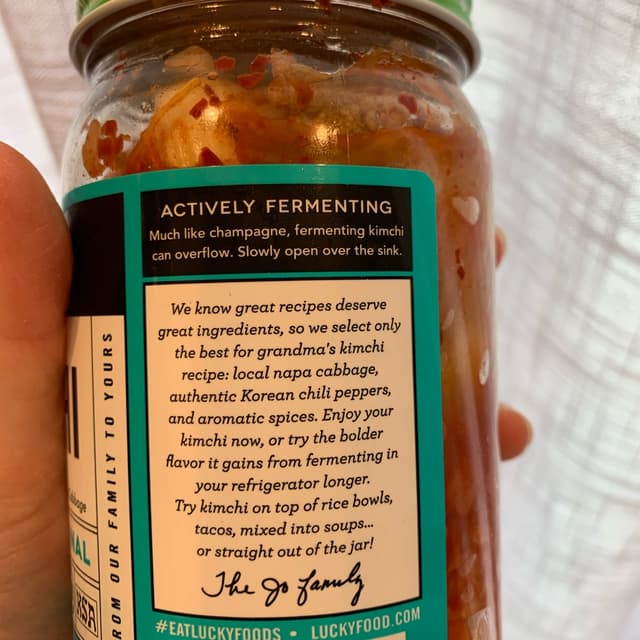 ACTIVELY FERMENTING
Much like champagne, fermenting kimchi
can overflow. Slowly open over the sink.
We know great recipes deserve
great ingredients, so we select only
the best for grandma's kimchi
recipe: local napa cabbage,
authentic Korean chili peppers,
and aromatic spices. Enjoy your
kimchi now, or try the bolder
flavor it gains from fermenting in
your refrigerator longer.
Try kimchi on top of rice bowls,
tacos, mixed into soups...
or straight out of the jar!
The Jo Family
#EATLUCKYFOODS • LUCKYFOOD.COM
ROM OUR FAMILY TO YOURS
HI
NAL